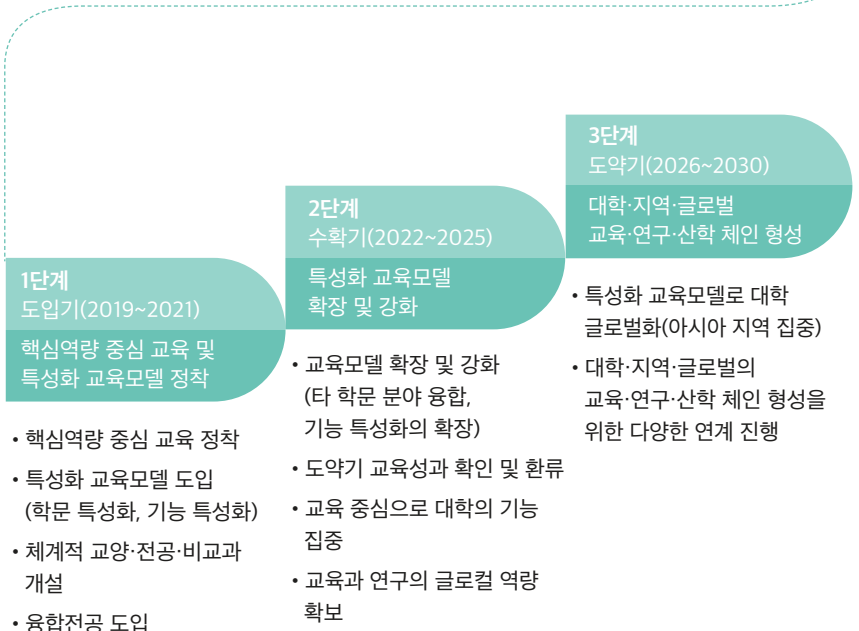 1단계
도입기(2019~2021)
핵심역량 중심 교육 및
특성화 교육모델 정착
• 핵심역량 중심 교육 정착
• 특성화 교육모델 도입
(학문 특성화, 기능 특성화)
• 체계적 교양·전공·비교과
개설
• 융합전공 도입
2단계
수확기(2022~2025)
특성화 교육모델
확장 및 강화
• 교육모델 확장 및 강화
(타 학문 분야 융합,
기능 특성화의 확장)
• 도약기 교육성과 확인 및 환류
• 교육 중심으로 대학의 기능
집중
• 교육과 연구의 글로컬 역량
확보
3단계
도약기(2026~2030)
대학·지역·글로벌
교육·연구·산학 체인 형성
• 특성화 교육모델로 대학
글로벌화(아시아 지역 집중)
• 대학·지역·글로벌의
교육·연구·산학 체인 형성을
위한 다양한 연계 진행